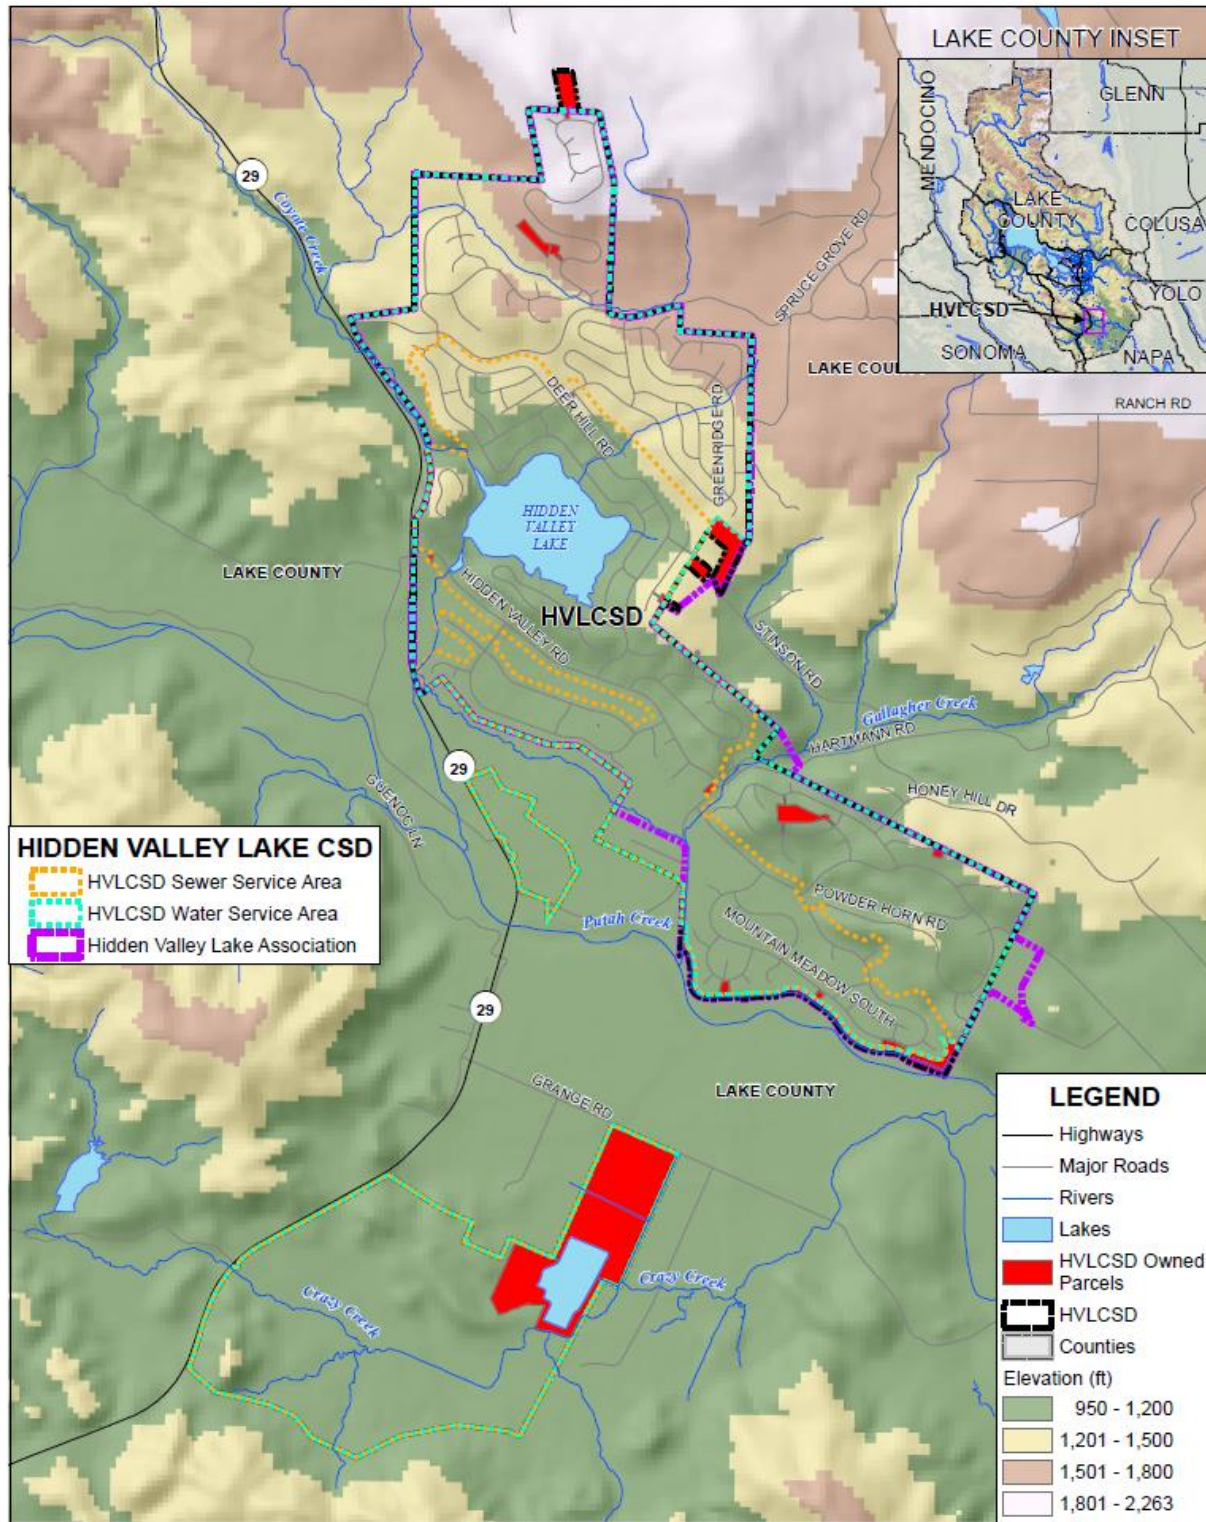 LAKE COUNTY INSET
MENDOCINO
GLENN
LAKE
COUNTY
COLUSA
YOLO
HVLCSD
SONOMA
NAPA
29
Coyote Creek
SPRUCE GROVE RD
LAKE COU
RANCH RD
DEER HILL RD
GREENRIDGE RD
HIDDEN
VALLEY
LAKE
LAKE COUNTY
HIDDEN VALLEY RD
HVLCSD
STINSON RD
Gallagher Creek
HARTMANN RD
29
GUENOC LN
HONEY HILL DR
HIDDEN VALLEY LAKE CSD
HVLCSD Sewer Service Area
HVLCSD Water Service Area
Hidden Valley Lake Association
POWDER HORN RD
Putah Creek
MOUNTAIN MEADOW SOUTH
29
LAKE COUNTY
GRANGE RD
Crazy Creek
Crazy Creek
LEGEND
Highways
Major Roads
Rivers
Lakes
HVLCSD Owned
Parcels
HVLCSD
Counties
Elevation (ft)
950 - 1,200
1,201 - 1,500
1,501 - 1,800
1,801 - 2,263